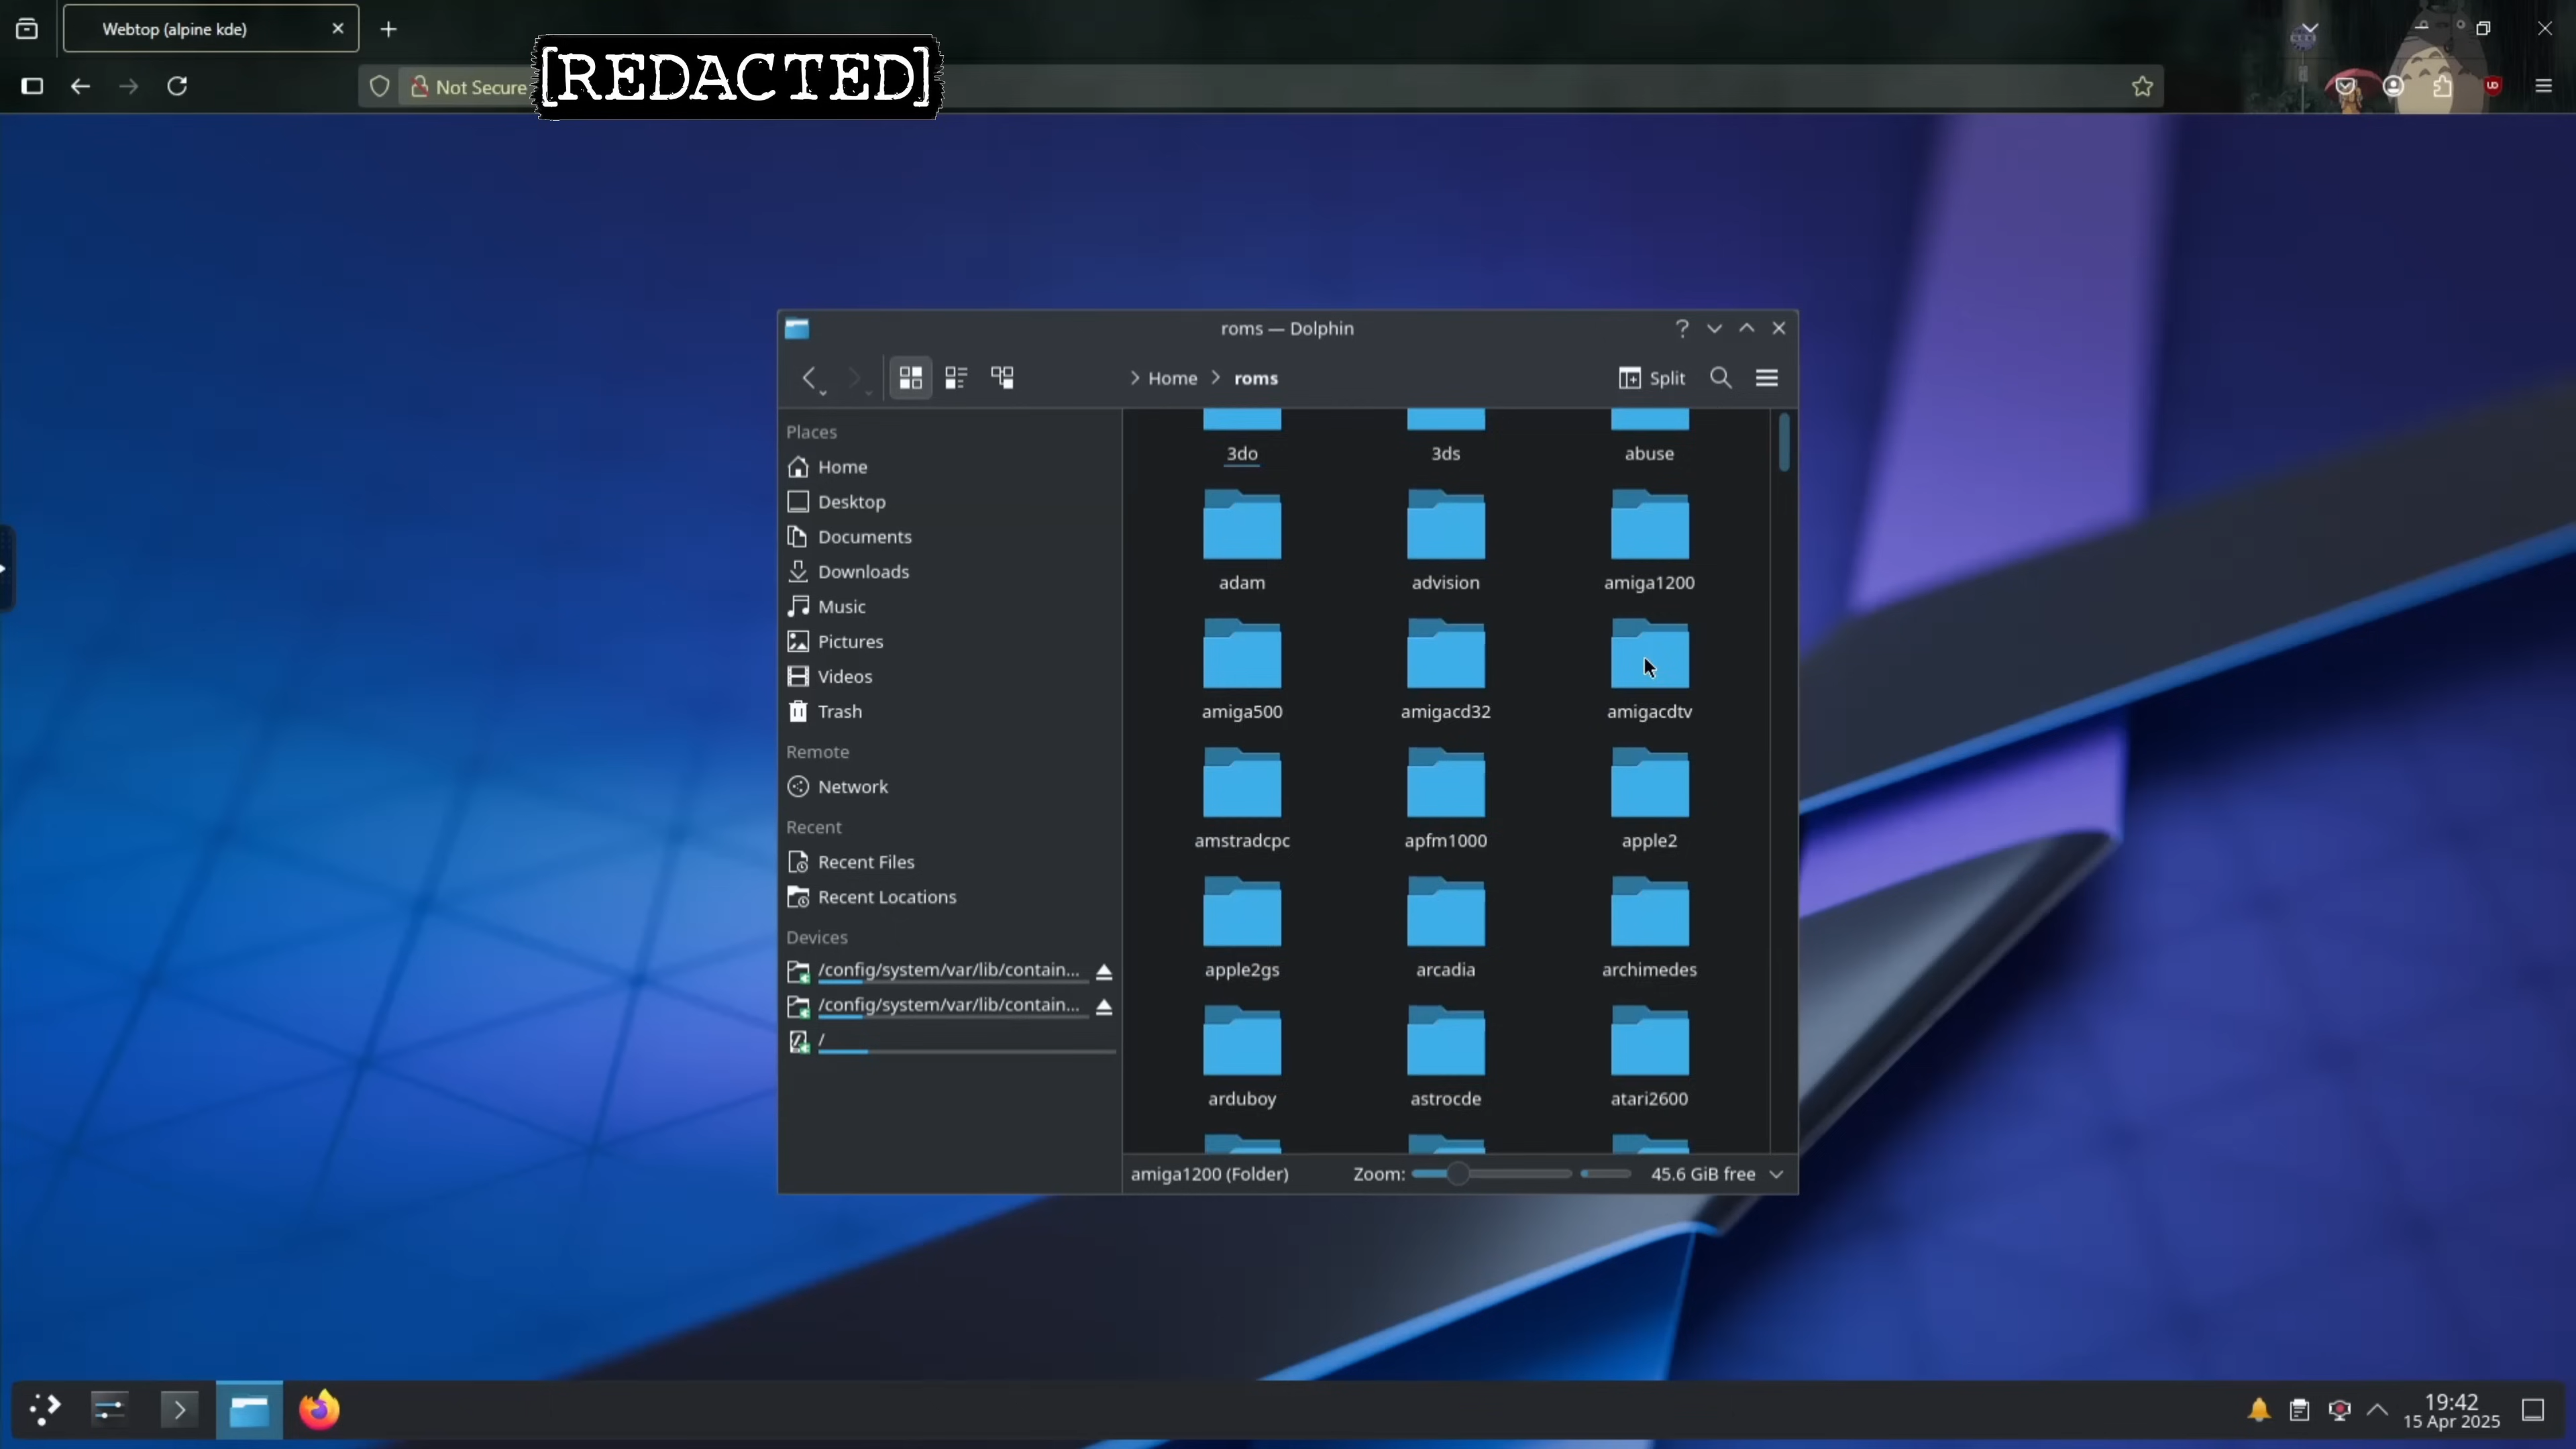 Webtop (alpine kde)
Not Secure
[REDACTED]
roms — Dolphin
Home
roms
Split
Places
Home
Desktop
Documents
Downloads
Music
Pictures
Videos
Trash
Remote
Network
Recent
Recent Files
Recent Locations
Devices
/config/system/var/lib/contain...
/config/system/var/lib/contain...
/
3do 3ds abuse
adam advision amiga1200
amiga500 amigacd32 amigacdtv
amstradcpc apfm1000 apple2
apple2gs arcadia archimedes
arduboy astrocde atari2600
amiga1200 (Folder) Zoom: 45.6 GiB free
19:42
15 Apr 2025